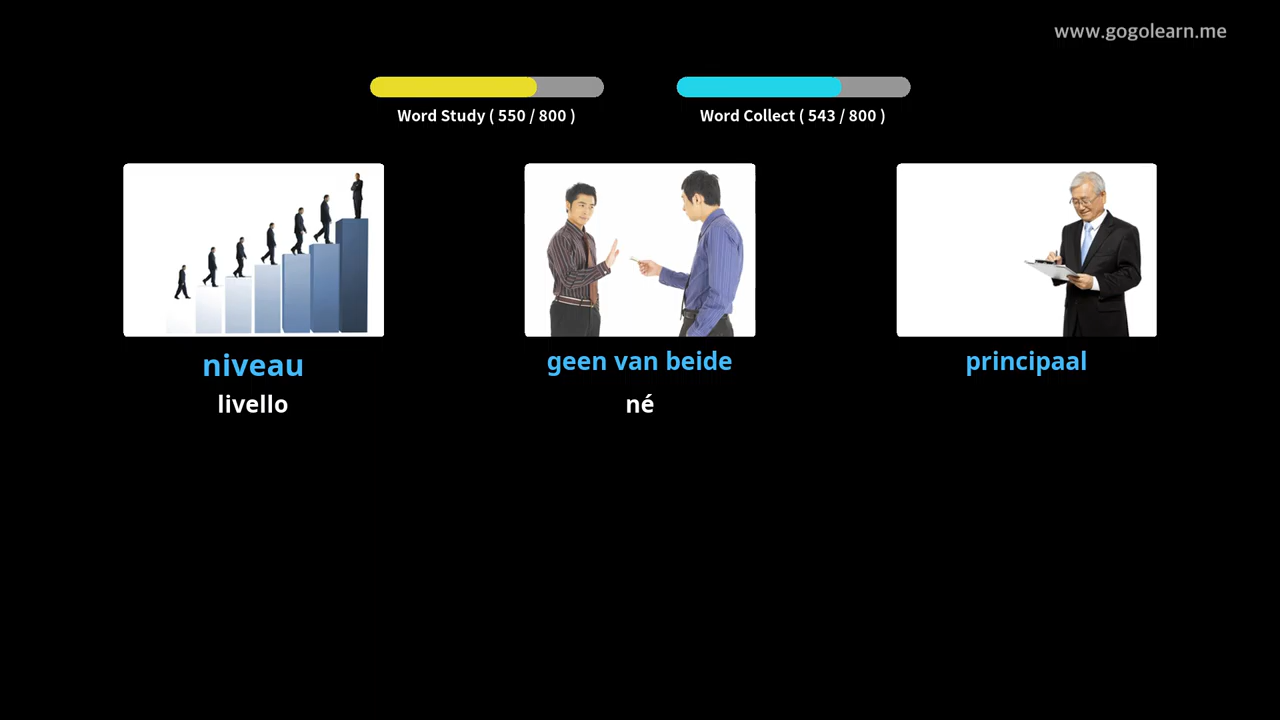 www.gogolearn.me
Word Study ( 550 / 800 )
Word Collect ( 543 / 800 )
niveau
livello
geen van beide
né
principaal